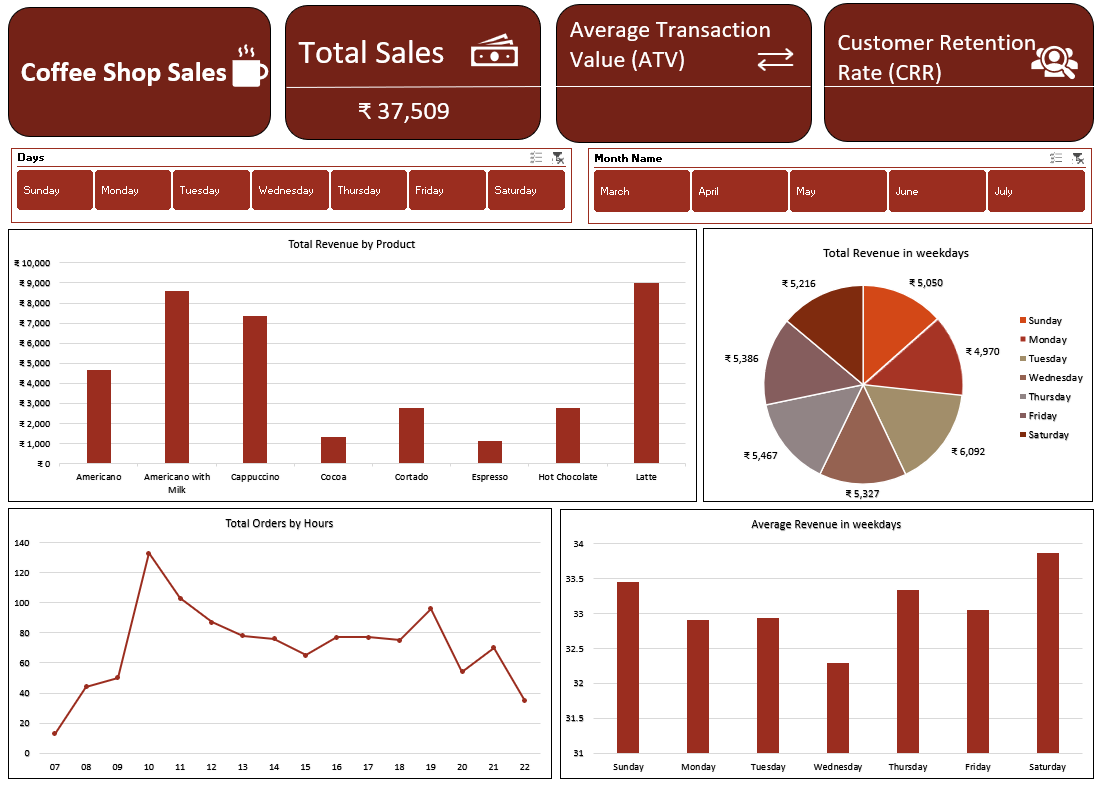 Coffee Shop Sales
Total Sales
₹ 37,509
Average Transaction
Value (ATV)
Customer Retention
Rate (CRR)
Days
Sunday Monday Tuesday Wednesday Thursday Friday Saturday
Month Name
March April May June July
Total Revenue by Product
₹ 10,000
₹ 9,000
₹ 8,000
₹ 7,000
₹ 6,000
₹ 5,000
₹ 4,000
₹ 3,000
₹ 2,000
₹ 1,000
₹ 0
Americano Americano with Milk Cappuccino Cocoa Cortado Espresso Hot Chocolate Latte
Total Revenue in weekdays
₹ 5,050
₹ 4,970
₹ 6,092
₹ 5,327
₹ 5,467
₹ 5,386
₹ 5,216
Sunday
Monday
Tuesday
Wednesday
Thursday
Friday
Saturday
Total Orders by Hours
140
120
100
80
60
40
20
0
07 08 09 10 11 12 13 14 15 16 17 18 19 20 21 22
Average Revenue in weekdays
34
33.5
33
32.5
32
31.5
31
Sunday Monday Tuesday Wednesday Thursday Friday Saturday